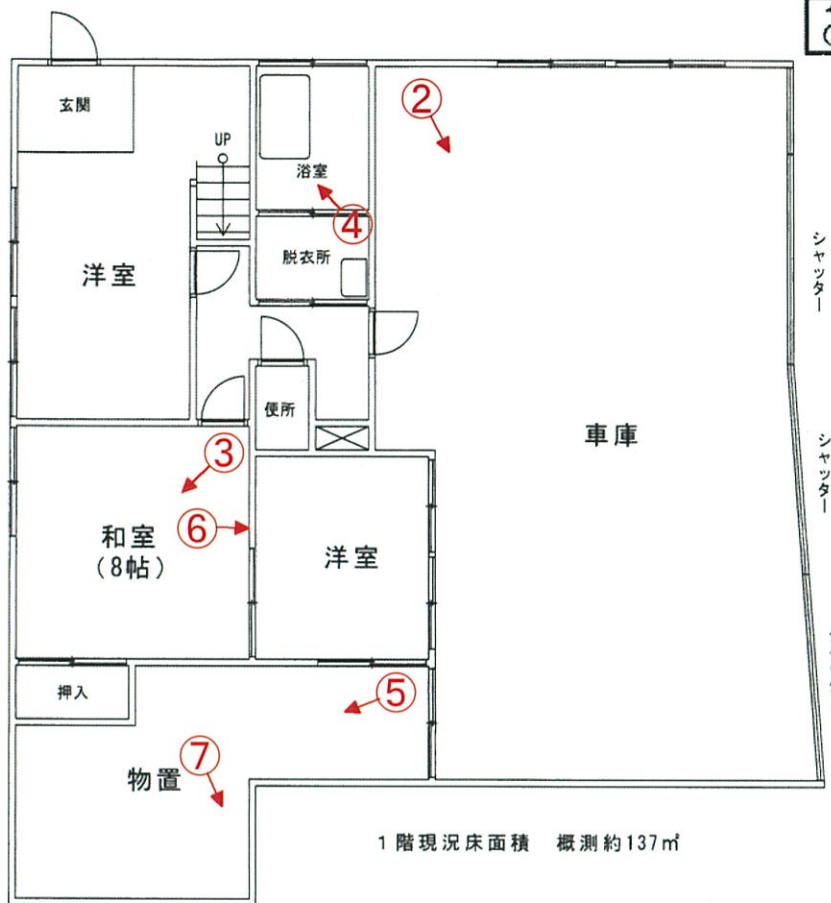 玄関
UP
浴室
②
④
脱衣所
洋室
シャッター
便所
車庫
シャッター
③
⑥
和室
(8帖)
洋室
押入
⑤
物置
⑦
1階現況床面積 概測約137㎡